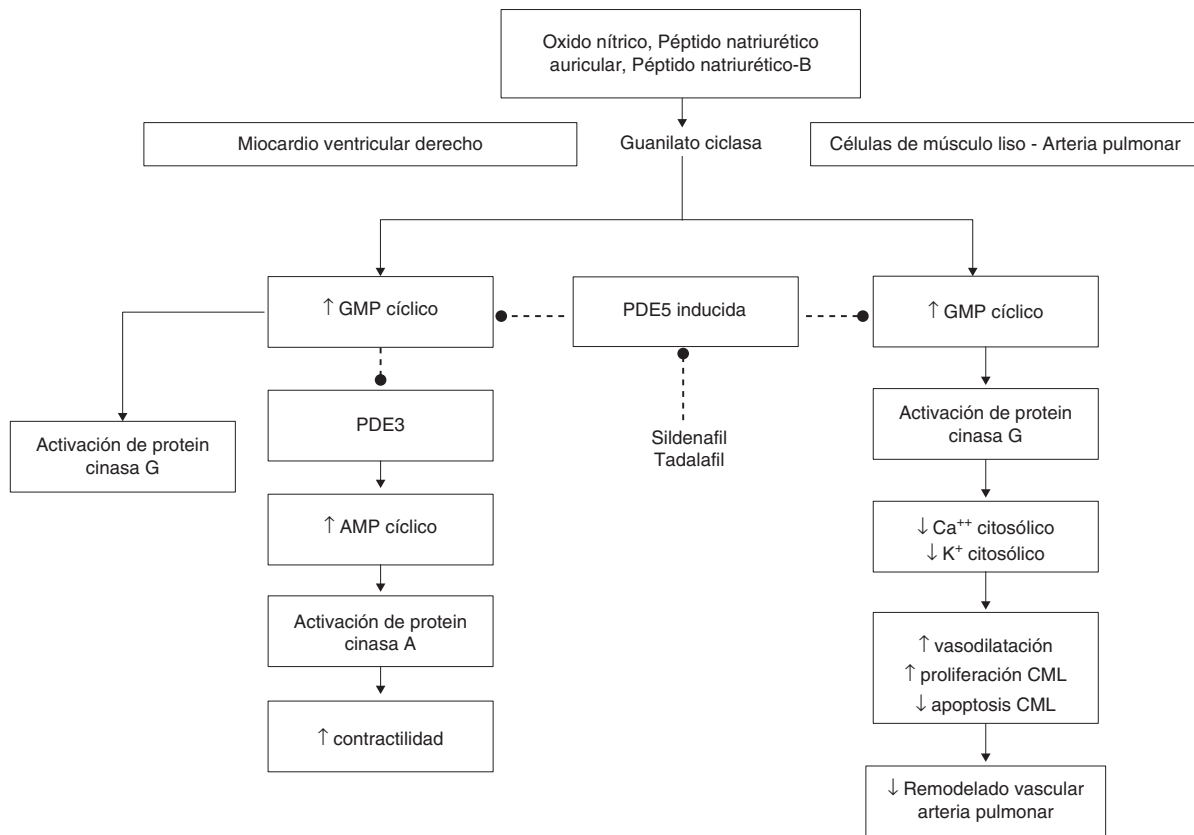 Oxido nítrico, Péptido natriurético
auricular, Péptido natriurético-B
Miocardio ventricular derecho
Guanilato ciclasa
Células de músculo liso - Arteria pulmonar
↑ GMP cíclico
PDE5 inducida
↑ GMP cíclico
Activación de protein
cinasa G
PDE3
Sildenafil
Tadalafil
Activación de protein
cinasa G
↑ AMP cíclico
↓ Ca⁺⁺ citosólico
↓ K⁺ citosólico
Activación de protein
cinasa A
↑ vasodilatación
↑ proliferación CML
↓ apoptosis CML
↑ contractilidad
↓ Remodelado vascular
arteria pulmonar